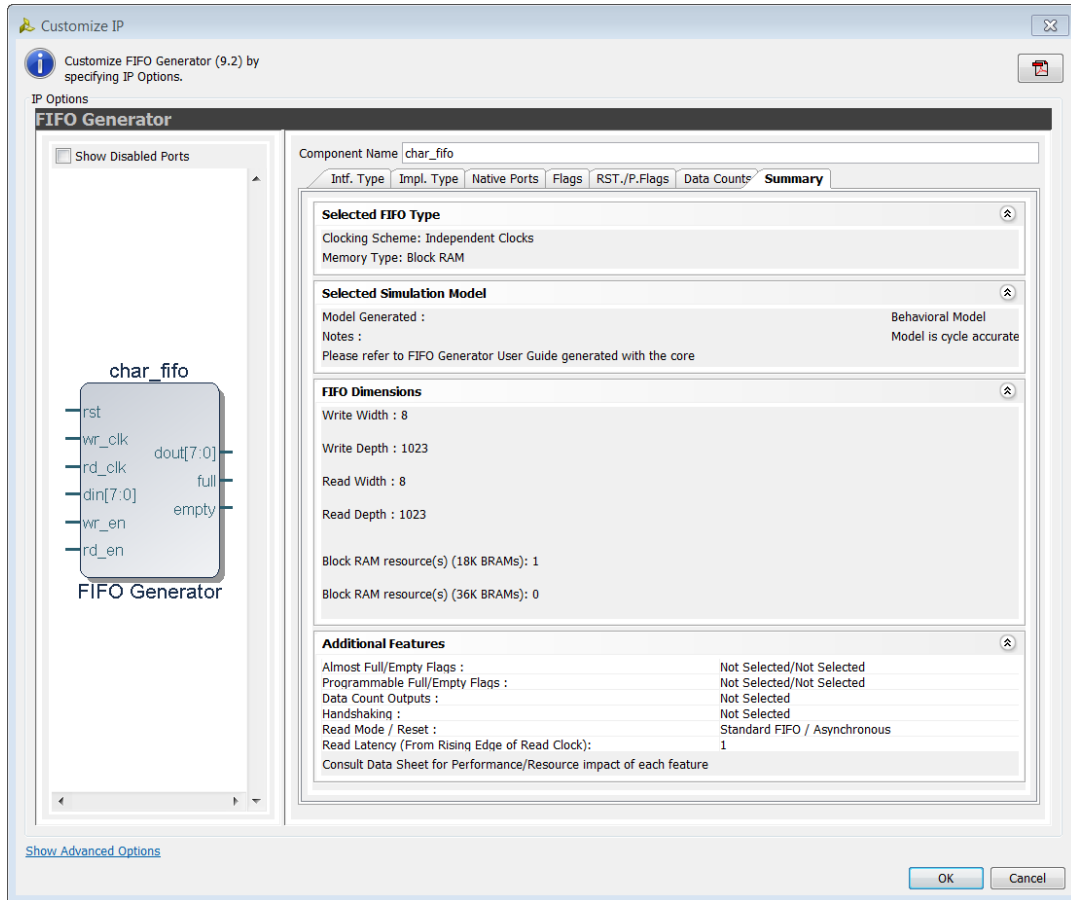 Customize IP
Customize FIFO Generator (9.2) by
specifying IP Options.
IP Options
FIFO Generator
Show Disabled Ports
char_fifo
rst
wr_clk
rd_clk
din[7:0]
wr_en
rd_en
dout[7:0]
full
empty
FIFO Generator
Component Name char_fifo
Intf. Type Impl. Type Native Ports Flags RST./P.Flags Data Counts Summary
Selected FIFO Type
Clocking Scheme: Independent Clocks
Memory Type: Block RAM
Selected Simulation Model
Model Generated : Behavioral Model
Notes : Model is cycle accurate
Please refer to FIFO Generator User Guide generated with the core
FIFO Dimensions
Write Width : 8
Write Depth : 1023
Read Width : 8
Read Depth : 1023
Block RAM resource(s) (18K BRAMs): 1
Block RAM resource(s) (36K BRAMs): 0
Additional Features
Almost Full/Empty Flags : Not Selected/Not Selected
Programmable Full/Empty Flags : Not Selected/Not Selected
Data Count Outputs : Not Selected
Handshaking : Not Selected
Read Mode / Reset : Standard FIFO / Asynchronous
Read Latency (From Rising Edge of Read Clock): 1
Consult Data Sheet for Performance/Resource impact of each feature
Show Advanced Options
OK Cancel